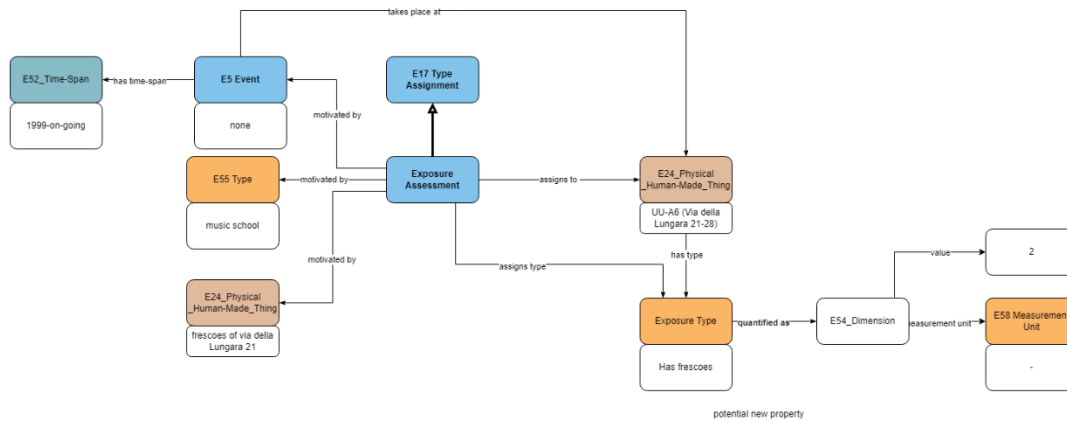 takes place at
E52_Time-Span
has time-span
E5 Event
E17 Type
Assignment
1999-on-going
none
motivated by
E55 Type
motivated by
Exposure
Assessment
assigns to
E24_Physical
_Human-Made_Thing
music school
UU-A6 (Via della
Lungara 21-28)
motivated by
assigns type
has type
value
2
E24_Physical
_Human-Made_Thing
frescoes of via della
Lungara 21
Exposure Type
quantified as
E54_Dimension
neasurement unit
E58 Measurement
Unit
Has frescoes
-
potential new property